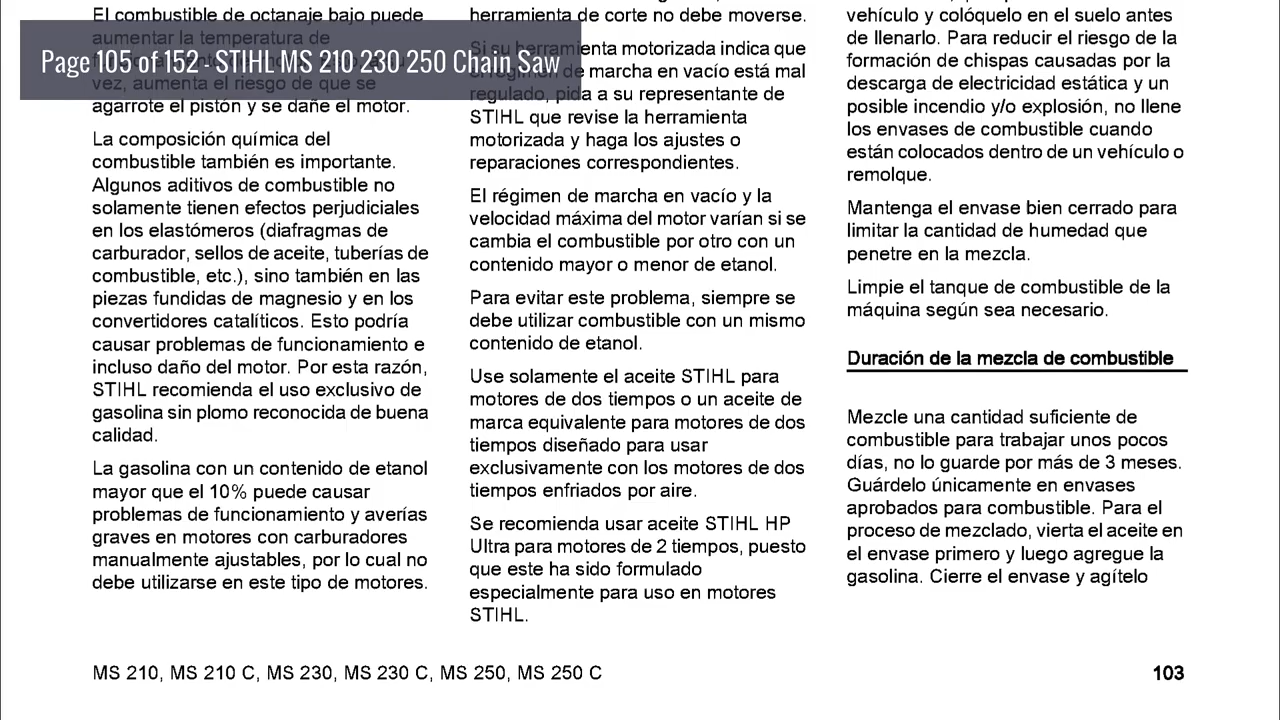 Page 105 of 152 - STIHL MS 210 230 250 Chain Saw
El combustible de octanaje bajo puede
aumentar la temperatura de
vez, aumenta el riesgo de que se
agarrote el pistón y se dañe el motor.
La composición química del
combustible también es importante.
Algunos aditivos de combustible no
solamente tienen efectos perjudiciales
en los elastómeros (diafragmas de
carburador, sellos de aceite, tuberías de
combustible, etc.), sino también en las
piezas fundidas de magnesio y en los
convertidores catalíticos. Esto podría
causar problemas de funcionamiento e
incluso daño del motor. Por esta razón,
STIHL recomienda el uso exclusivo de
gasolina sin plomo reconocida de buena
calidad.
La gasolina con un contenido de etanol
mayor que el 10% puede causar
problemas de funcionamiento y averías
graves en motores con carburadores
manualmente ajustables, por lo cual no
debe utilizarse en este tipo de motores.
herramienta de corte no debe moverse.
Si su herramienta motorizada indica que
el régimen de marcha en vacío está mal
regulado, pida a su representante de
STIHL que revise la herramienta
motorizada y haga los ajustes o
reparaciones correspondientes.
El régimen de marcha en vacío y la
velocidad máxima del motor varían si se
cambia el combustible por otro con un
contenido mayor o menor de etanol.
Para evitar este problema, siempre se
debe utilizar combustible con un mismo
contenido de etanol.
Use solamente el aceite STIHL para
motores de dos tiempos o un aceite de
marca equivalente para motores de dos
tiempos diseñado para usar
exclusivamente con los motores de dos
tiempos enfriados por aire.
Se recomienda usar aceite STIHL HP
Ultra para motores de 2 tiempos, puesto
que este ha sido formulado
especialmente para uso en motores
STIHL.
vehículo y colóquelo en el suelo antes
de llenarlo. Para reducir el riesgo de la
formación de chispas causadas por la
descarga de electricidad estática y un
posible incendio y/o explosión, no llene
los envases de combustible cuando
están colocados dentro de un vehículo o
remolque.
Mantenga el envase bien cerrado para
limitar la cantidad de humedad que
penetre en la mezcla.
Limpie el tanque de combustible de la
máquina según sea necesario.
Duración de la mezcla de combustible
Mezcle una cantidad suficiente de
combustible para trabajar unos pocos
días, no lo guarde por más de 3 meses.
Guárdelo únicamente en envases
aprobados para combustible. Para el
proceso de mezclado, vierta el aceite en
el envase primero y luego agregue la
gasolina. Cierre el envase y agítelo
MS 210, MS 210 C, MS 230, MS 230 C, MS 250, MS 250 C
103